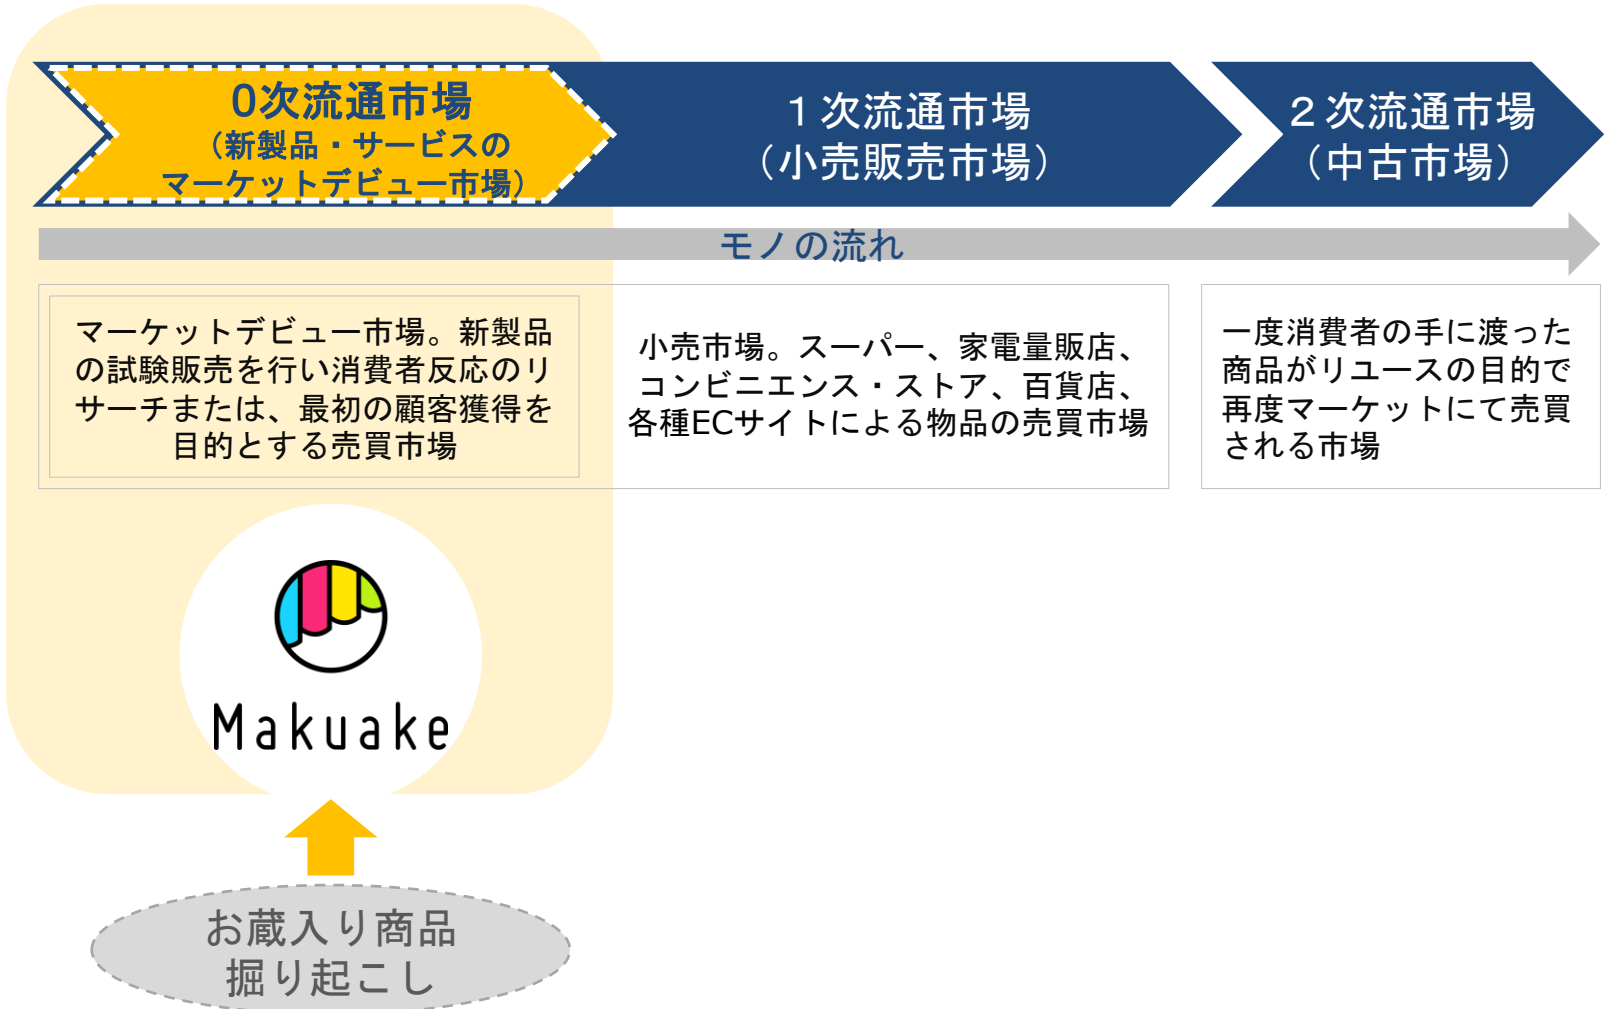 0次流通市場
（新製品・サービスの
マーケットデビュー市場）
１次流通市場
（小売販売市場）
２次流通市場
（中古市場）
モノの流れ
マーケットデビュー市場。新製品
の試験販売を行い消費者反応のリ
サーチまたは、最初の顧客獲得を
目的とする売買市場
小売市場。スーパー、家電量販店、
コンビニエンス・ストア、百貨店、
各種ECサイトによる物品の売買市場
一度消費者の手に渡った
商品がリユースの目的で
再度マーケットにて売買
される市場
Makuake
お蔵入り商品
掘り起こし